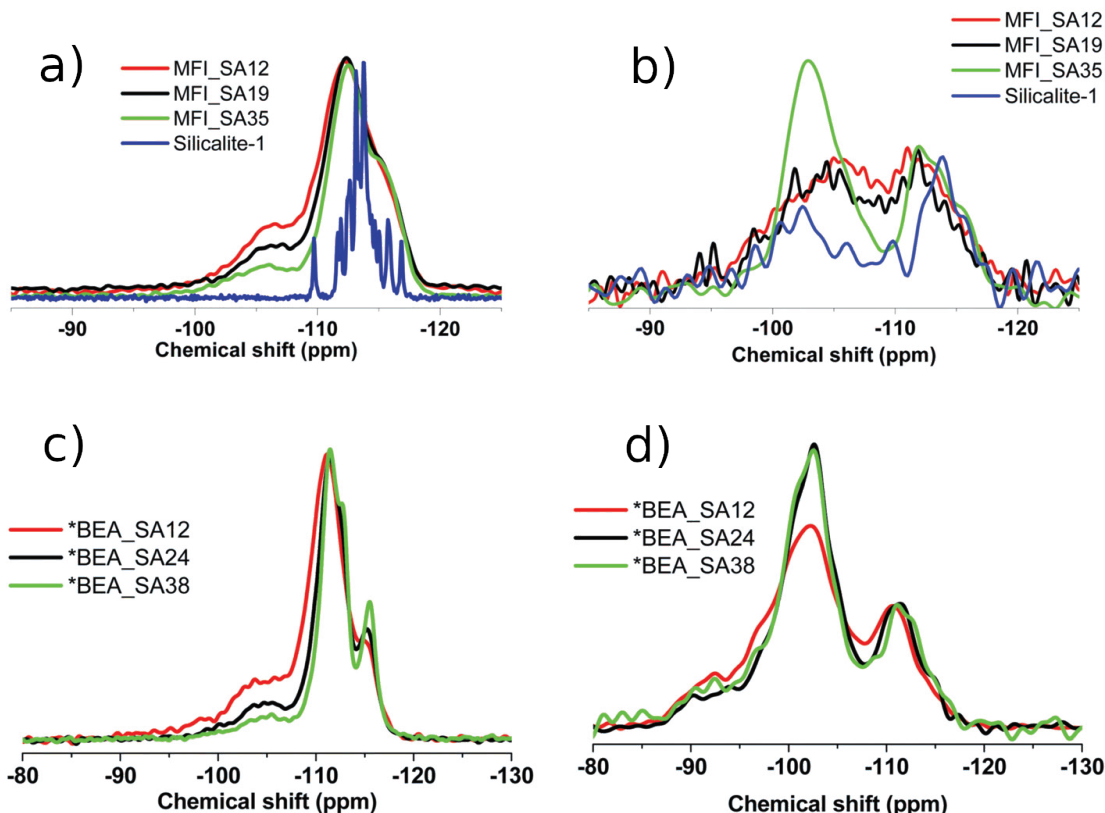 a)
MFI_SA12
MFI_SA19
MFI_SA35
Silicalite-1
-90 -100 -110 -120
Chemical shift (ppm)
b)
MFI_SA12
MFI_SA19
MFI_SA35
Silicalite-1
-90 -100 -110 -120
Chemical shift (ppm)
c)
*BEA_SA12
*BEA_SA24
*BEA_SA38
-80 -90 -100 -110 -120 -130
Chemical shift (ppm)
d)
*BEA_SA12
*BEA_SA24
*BEA_SA38
-80 -90 -100 -110 -120 -130
Chemical shift (ppm)